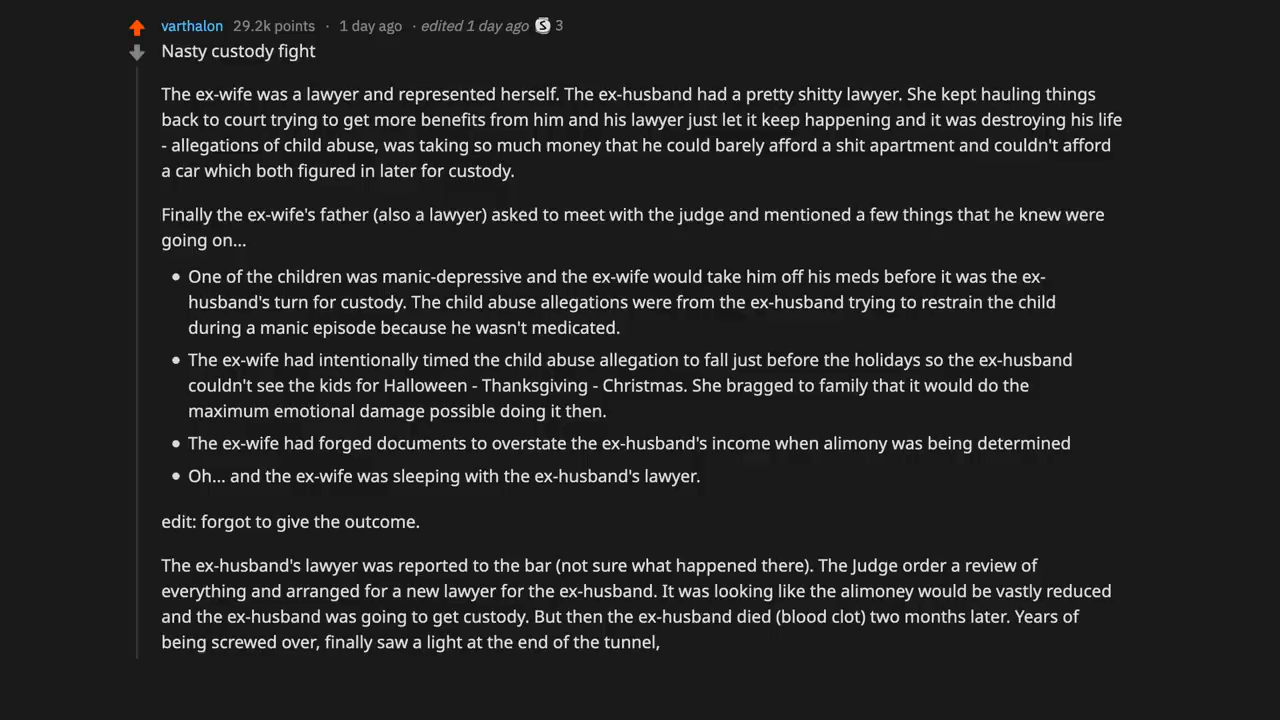 varthalon 29.2k points · 1 day ago · edited 1 day ago S 3
Nasty custody fight
The ex-wife was a lawyer and represented herself. The ex-husband had a pretty shitty lawyer. She kept hauling things
back to court trying to get more benefits from him and his lawyer just let it keep happening and it was destroying his life
- allegations of child abuse, was taking so much money that he could barely afford a shit apartment and couldn't afford
a car which both figured in later for custody.
Finally the ex-wife's father (also a lawyer) asked to meet with the judge and mentioned a few things that he knew were
going on...
• One of the children was manic-depressive and the ex-wife would take him off his meds before it was the ex-
husband's turn for custody. The child abuse allegations were from the ex-husband trying to restrain the child
during a manic episode because he wasn't medicated.
• The ex-wife had intentionally timed the child abuse allegation to fall just before the holidays so the ex-husband
couldn't see the kids for Halloween - Thanksgiving - Christmas. She bragged to family that it would do the
maximum emotional damage possible doing it then.
• The ex-wife had forged documents to overstate the ex-husband's income when alimony was being determined
• Oh... and the ex-wife was sleeping with the ex-husband's lawyer.
edit: forgot to give the outcome.
The ex-husband's lawyer was reported to the bar (not sure what happened there). The Judge order a review of
everything and arranged for a new lawyer for the ex-husband. It was looking like the alimoney would be vastly reduced
and the ex-husband was going to get custody. But then the ex-husband died (blood clot) two months later. Years of
being screwed over, finally saw a light at the end of the tunnel,